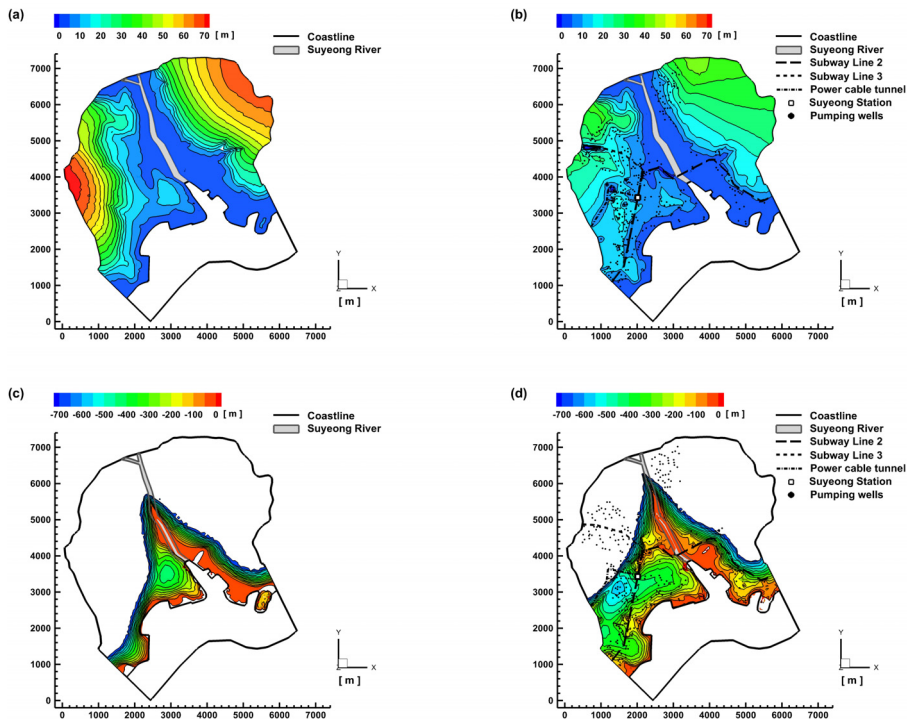 (a)
0 10 20 30 40 50 60 70 [ m ]
Coastline
Suyeong River
7000
6000
5000
4000
3000
2000
1000
0
0 1000 2000 3000 4000 5000 6000 7000
Y
X
Z
[ m ]
(b)
0 10 20 30 40 50 60 70 [ m ]
Coastline
Suyeong River
Subway Line 2
Subway Line 3
Power cable tunnel
Suyeong Station
Pumping wells
7000
6000
5000
4000
3000
2000
1000
0
0 1000 2000 3000 4000 5000 6000 7000
Y
X
Z
[ m ]
(c)
-700 -600 -500 -400 -300 -200 -100 0 [ m ]
Coastline
Suyeong River
7000
6000
5000
4000
3000
2000
1000
0
0 1000 2000 3000 4000 5000 6000 7000
Y
X
Z
[ m ]
(d)
-700 -600 -500 -400 -300 -200 -100 0 [ m ]
Coastline
Suyeong River
Subway Line 2
Subway Line 3
Power cable tunnel
Suyeong Station
Pumping wells
7000
6000
5000
4000
3000
2000
1000
0
0 1000 2000 3000 4000 5000 6000 7000
Y
X
Z
[ m ]